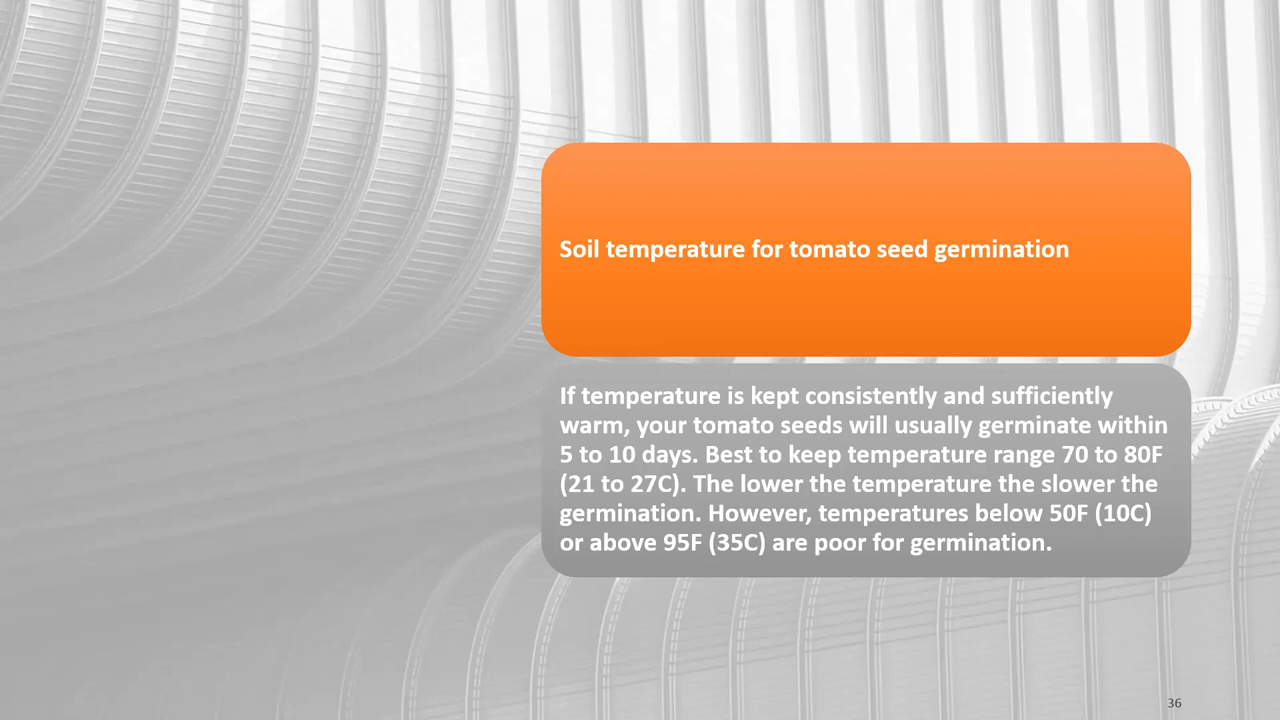 Soil temperature for tomato seed germination
If temperature is kept consistently and sufficiently
warm, your tomato seeds will usually germinate within
5 to 10 days. Best to keep temperature range 70 to 80F
(21 to 27C). The lower the temperature the slower the
germination. However, temperatures below 50F (10C)
or above 95F (35C) are poor for germination.
36